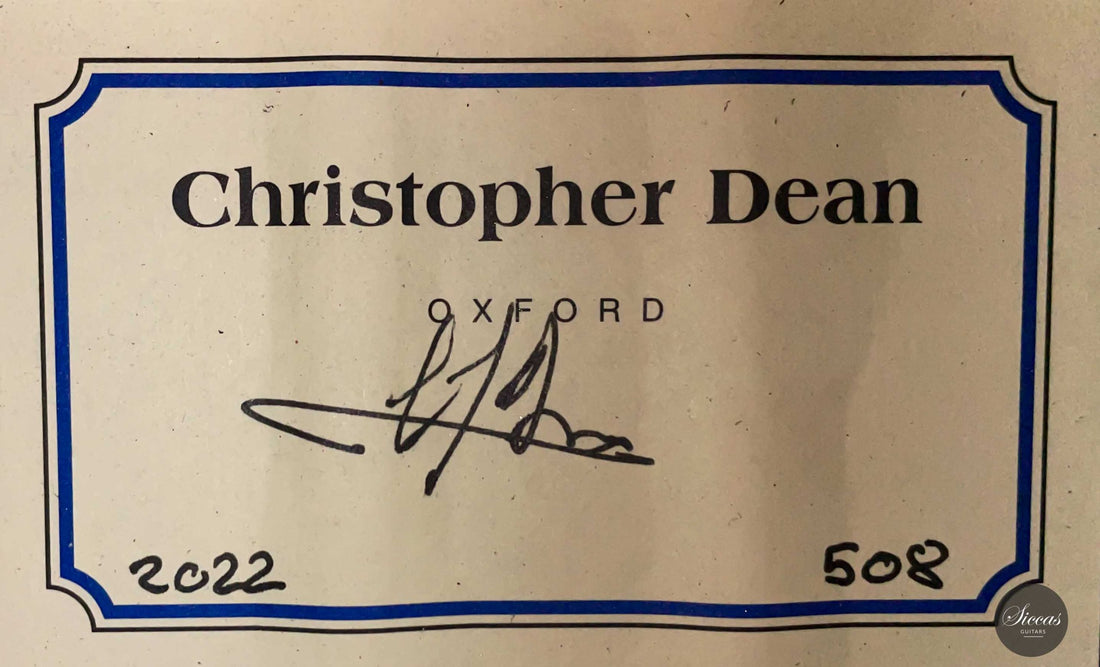 Christopher Dean
OXFORD
2022 508
Siccas
GUITARS